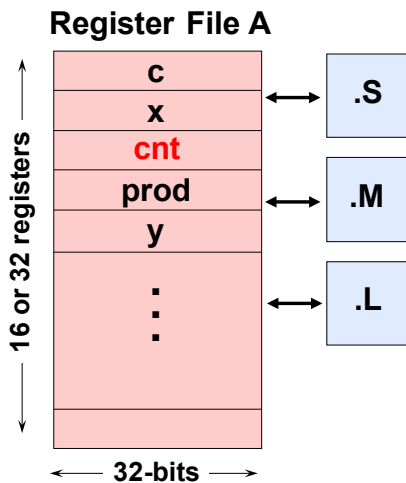 Register File A
c
x
cnt
prod
y
.S
.M
.L
16 or 32 registers
32-bits